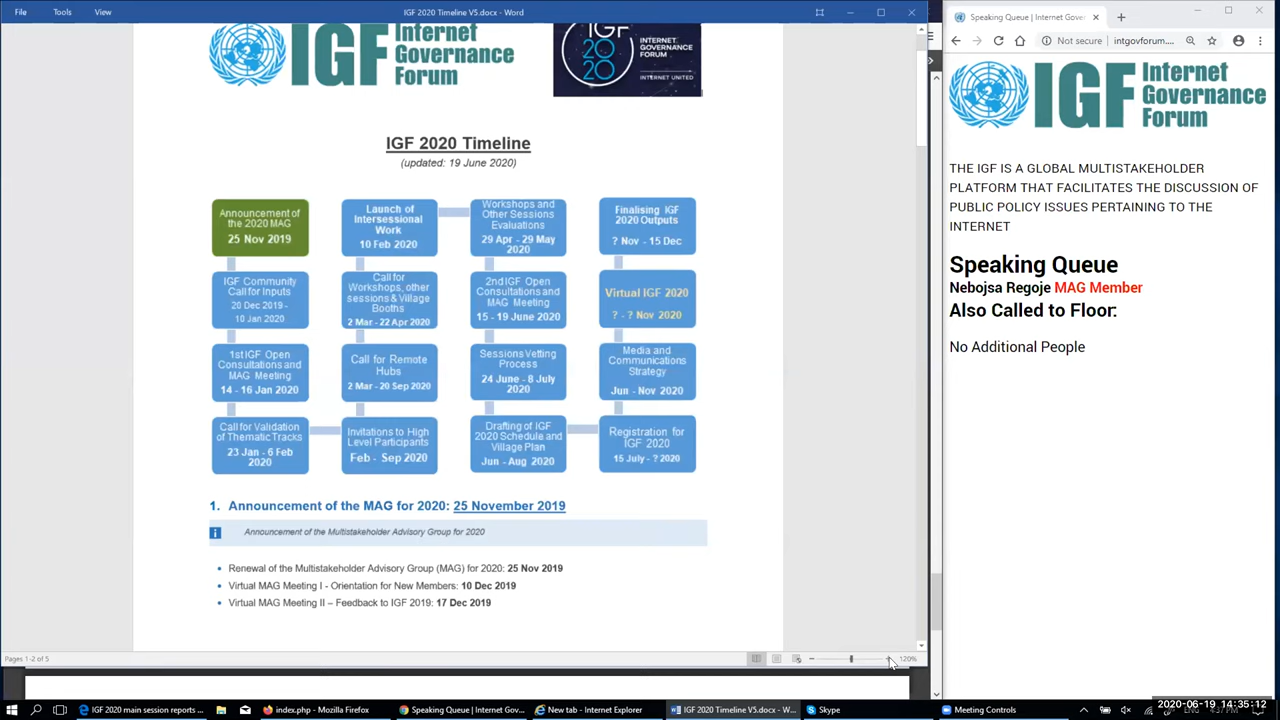 File
Tools
View
IGF 2020 Timeline V5.docx - Word
IGF
Internet
Governance
Forum
IGF
20
20
INTERNET
GOVERNANCE
FORUM
INTERNET UNITED
IGF 2020 Timeline
(updated: 19 June 2020)
Announcement of
the 2020 MAG
25 Nov 2019
IGF Community
Call for Inputs
20 Dec 2019 -
10 Jan 2020
1st IGF Open
Consultations and
MAG Meeting
14 - 16 Jan 2020
Call for Validation
of Thematic Tracks
23 Jan - 6 Feb
2020
Launch of
Intersessional
Work
10 Feb 2020
Call for
Workshops, other
sessions & Village
Booths
2 Mar - 22 Apr 2020
Call for Remote
Hubs
2 Mar - 20 Sep 2020
Invitations to High
Level Participants
Feb - Sep 2020
Workshops and
Other Sessions
Evaluations
29 Apr - 29 May
2020
2nd IGF Open
Consultations and
MAG Meeting
15 - 19 June 2020
Sessions Vetting
Process
24 June - 8 July
2020
Drafting of IGF
2020 Schedule and
Village Plan
Jun - Aug 2020
Finalising IGF
2020 Outputs
? Nov - 15 Dec
Virtual IGF 2020
? - ? Nov 2020
Media and
Communications
Strategy
Jun - Nov 2020
Registration for
IGF 2020
15 July - ? 2020
1. Announcement of the MAG for 2020: 25 November 2019
i Announcement of the Multistakeholder Advisory Group for 2020
• Renewal of the Multistakeholder Advisory Group (MAG) for 2020: 25 Nov 2019
• Virtual MAG Meeting I - Orientation for New Members: 10 Dec 2019
• Virtual MAG Meeting II – Feedback to IGF 2019: 17 Dec 2019
Pages 1-2 of 5
120%
Speaking Queue | Internet Gove
Not secure
intgovforum....
IGF
Internet
Governance
Forum
THE IGF IS A GLOBAL MULTISTAKEHOLDER
PLATFORM THAT FACILITATES THE DISCUSSION OF
PUBLIC POLICY ISSUES PERTAINING TO THE
INTERNET
Speaking Queue
Nebojsa Regoje MAG Member
Also Called to Floor:
No Additional People
IGF 2020 main session reports ...
index.php - Mozilla Firefox
Speaking Queue | Internet Gov...
New tab - Internet Explorer
IGF 2020 Timeline V5.docx - W...
Skype
Meeting Controls
2020-06-19 14:35:12